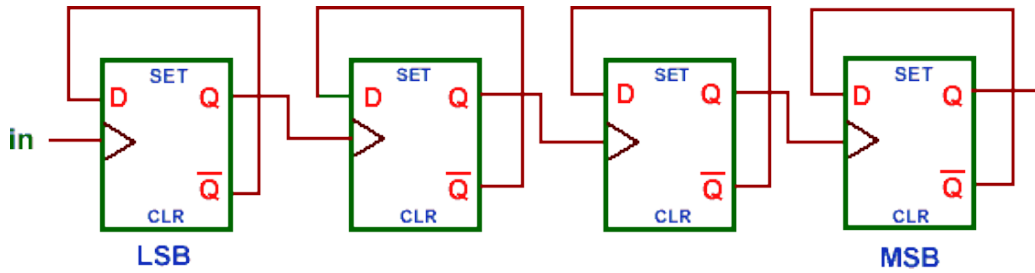 SET SET SET SET
D Q D Q D Q D Q
in
Q̅ Q̅ Q̅ Q̅
CLR CLR CLR CLR
LSB MSB